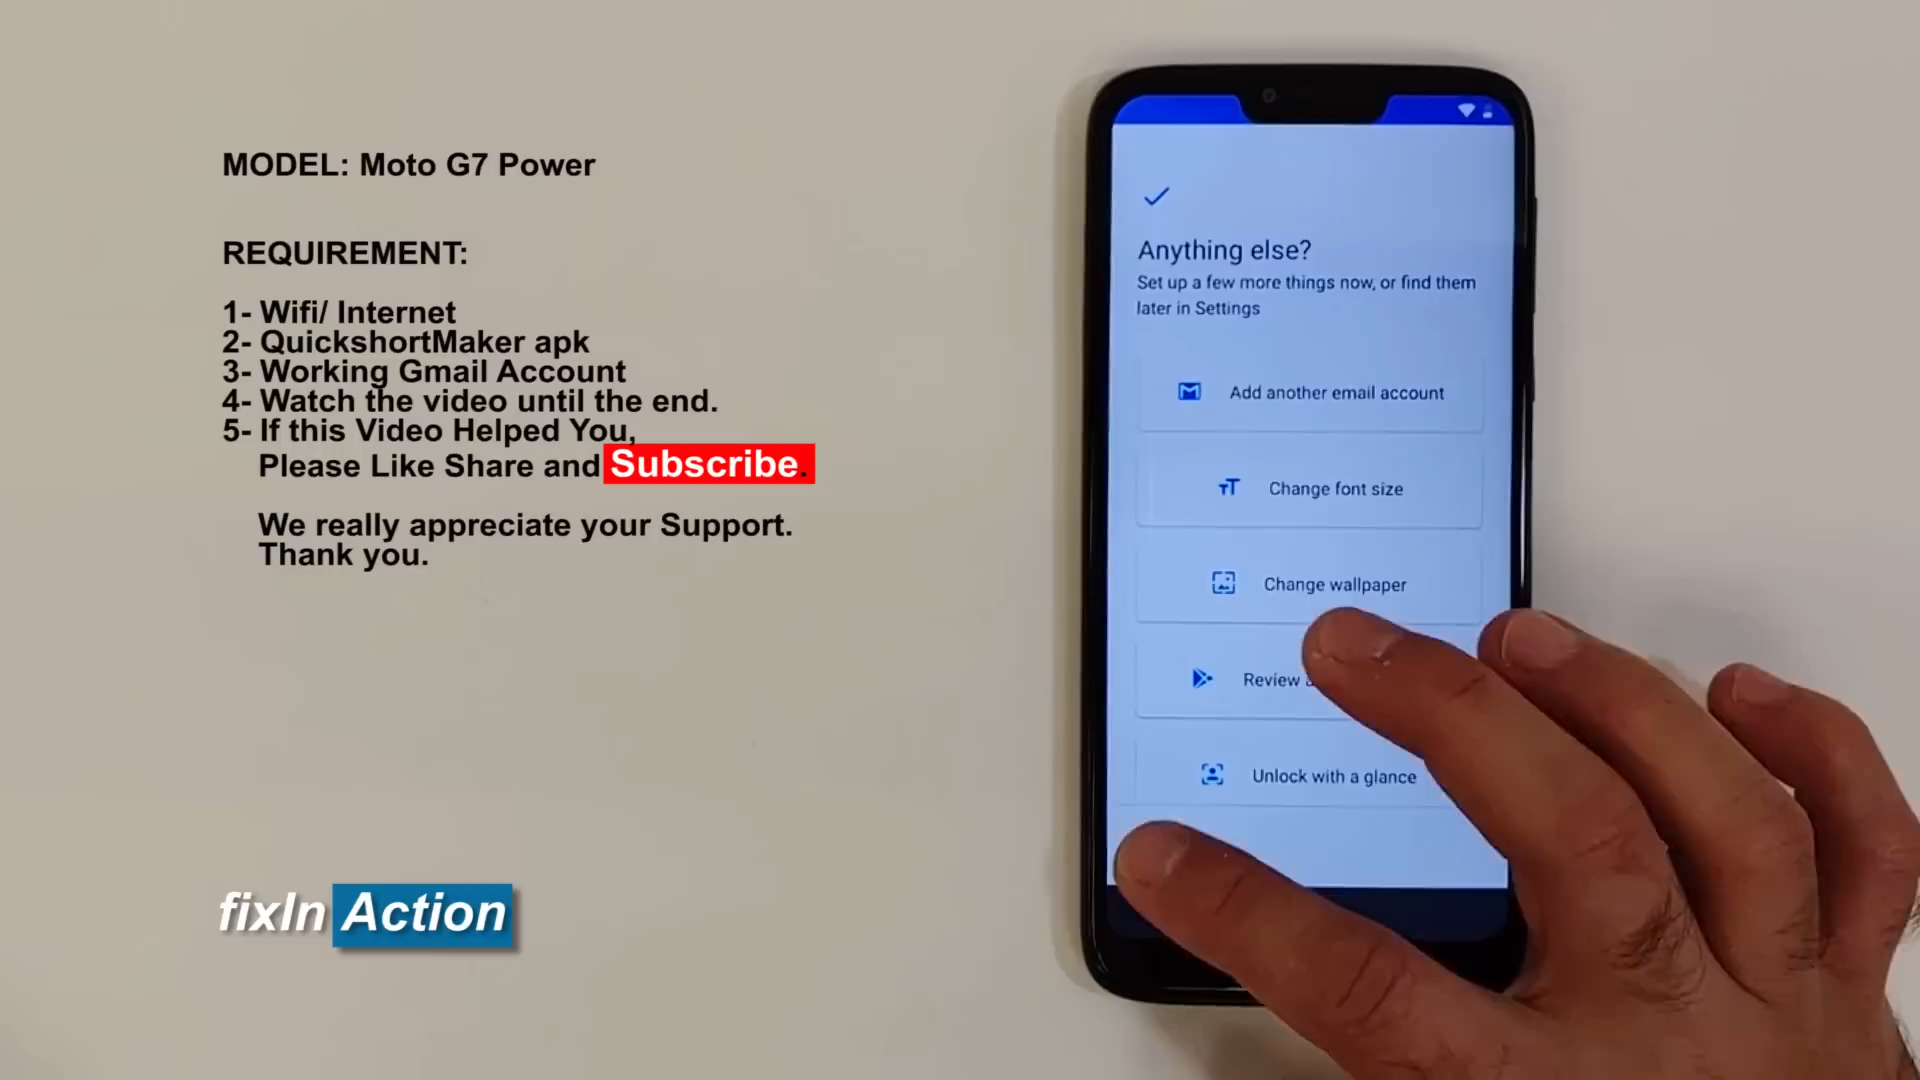 MODEL: Moto G7 Power
REQUIREMENT:
1- Wifi/ Internet
2- QuickshortMaker apk
3- Working Gmail Account
4- Watch the video until the end.
5- If this Video Helped You,
Please Like Share and Subscribe.
We really appreciate your Support.
Thank you.
fixIn Action
Anything else?
Set up a few more things now, or find them
later in Settings
Add another email account
Change font size
Change wallpaper
Review
Unlock with a glance